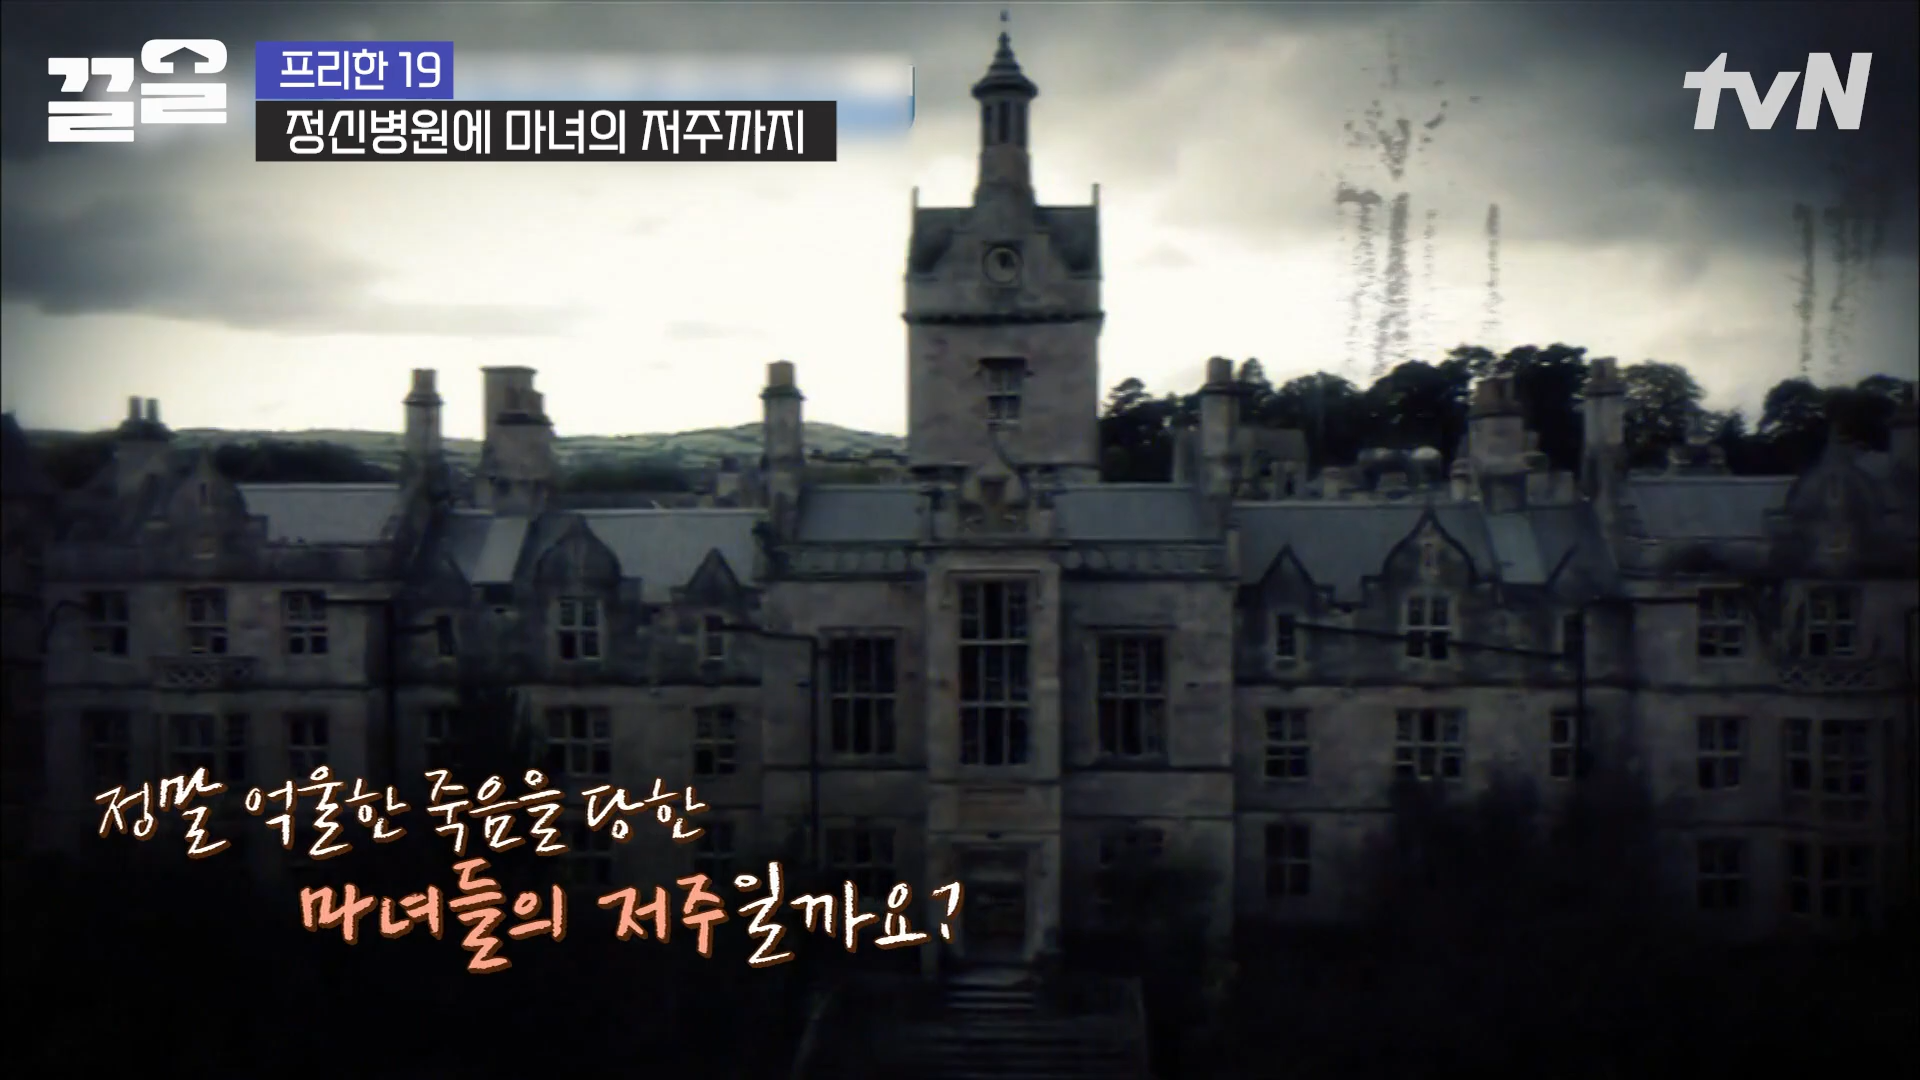 끌올
프리한 19
정신병원에 마녀의 저주까지
tvN
정말 억울한 죽음을 당한
마녀들의 저주일까요?